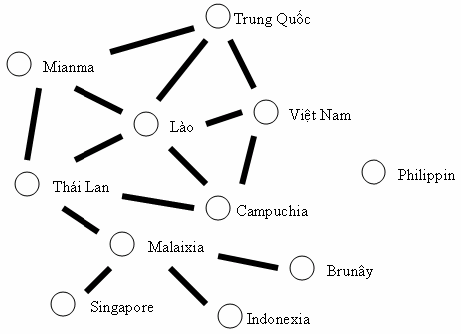 Trung Quốc
Mianma
Việt Nam
Lào
Philippin
Thái Lan
Campuchia
Malaixia
Brunây
Singapore
Indonexia